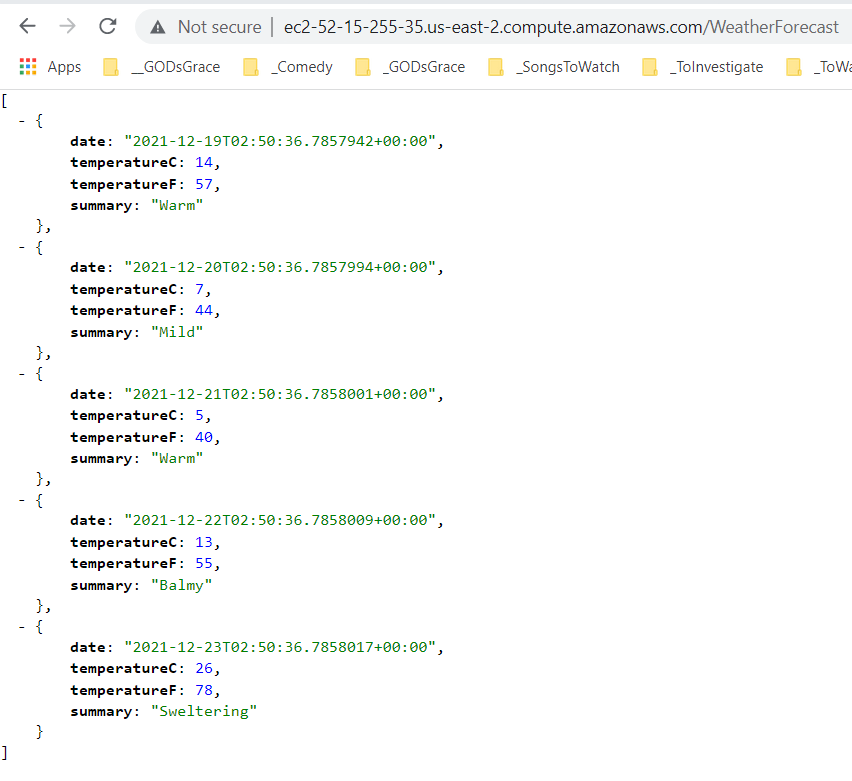 Not secure | ec2-52-15-255-35.us-east-2.compute.amazonaws.com/WeatherForecast
Apps __GODsGrace _Comedy _GODsGrace _SongsToWatch _ToInvestigate
[
- {
date: "2021-12-19T02:50:36.7857942+00:00",
temperatureC: 14,
temperatureF: 57,
summary: "Warm"
},
- {
date: "2021-12-20T02:50:36.7857994+00:00",
temperatureC: 7,
temperatureF: 44,
summary: "Mild"
},
- {
date: "2021-12-21T02:50:36.7858001+00:00",
temperatureC: 5,
temperatureF: 40,
summary: "Warm"
},
- {
date: "2021-12-22T02:50:36.7858009+00:00",
temperatureC: 13,
temperatureF: 55,
summary: "Balmy"
},
- {
date: "2021-12-23T02:50:36.7858017+00:00",
temperatureC: 26,
temperatureF: 78,
summary: "Sweltering"
}
]